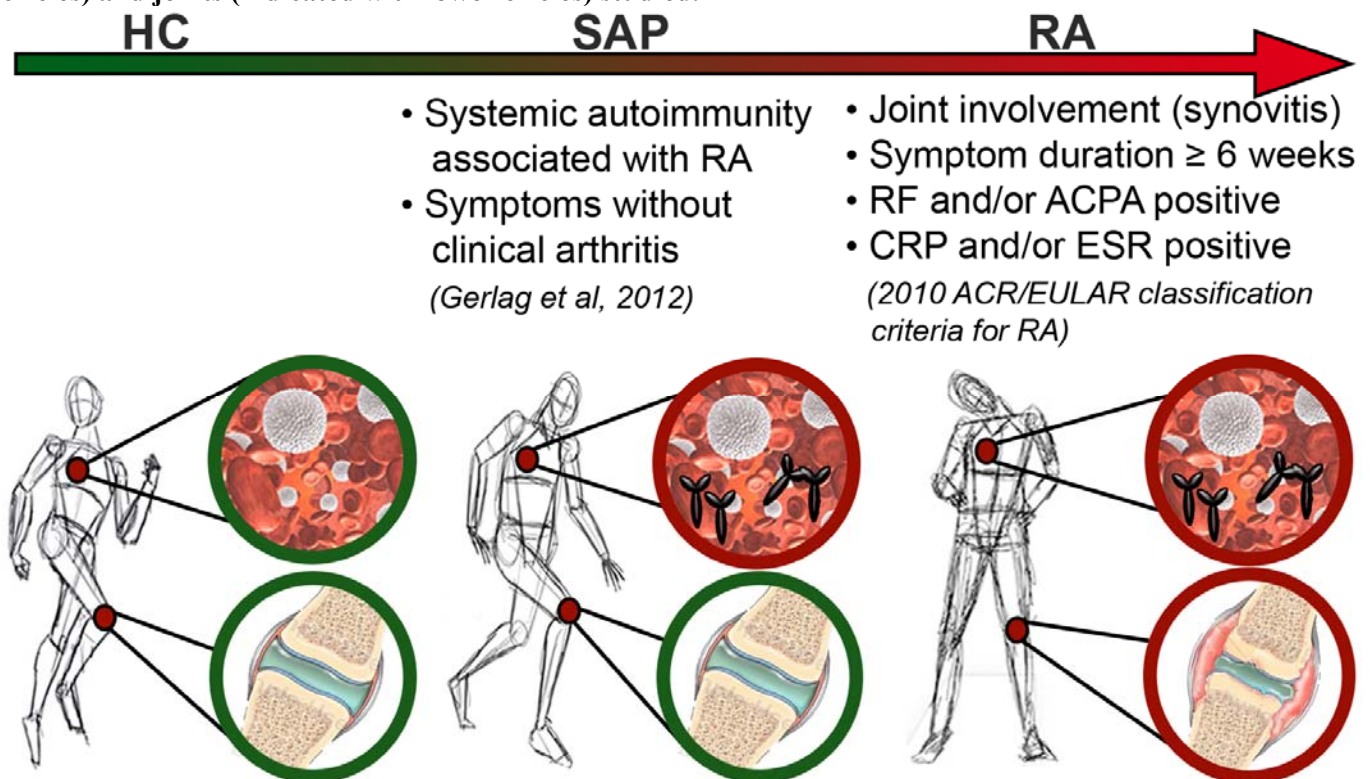 and joints (
HC SAP RA
• Systemic autoimmunity
associated with RA
• Symptoms without
clinical arthritis
(Gerlag et al, 2012)
• Joint involvement (synovitis)
• Symptom duration ≥ 6 weeks
• RF and/or ACPA positive
• CRP and/or ESR positive
(2010 ACR/EULAR classification
criteria for RA)